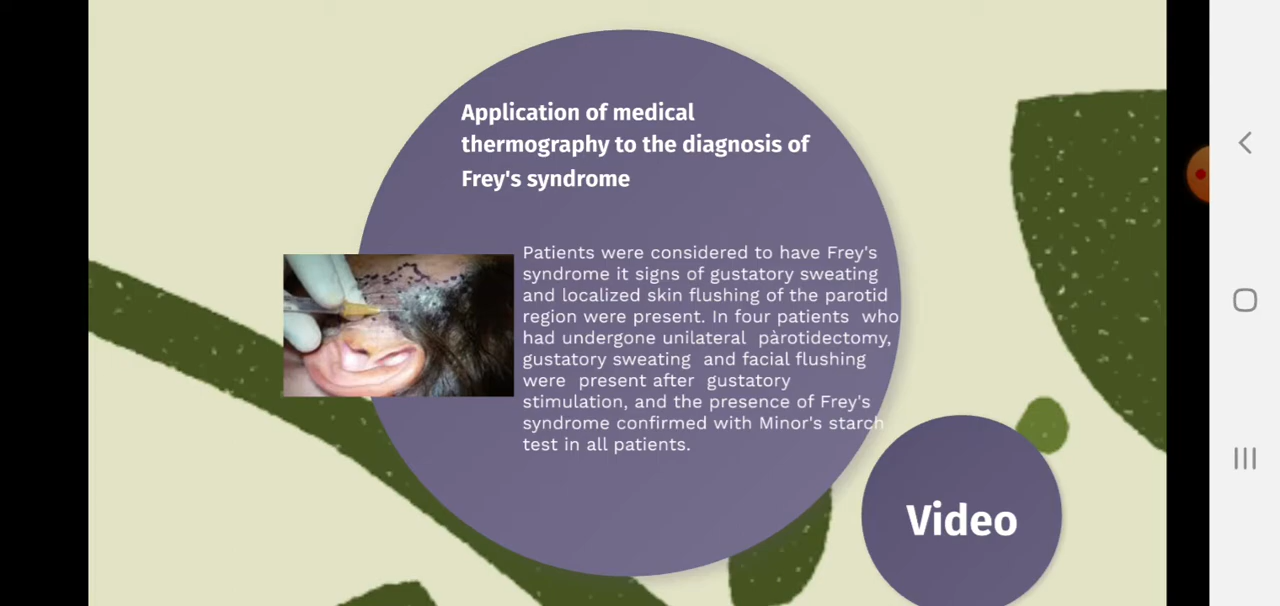 Application of medical
thermography to the diagnosis of
Frey's syndrome
Patients were considered to have Frey's
syndrome it signs of gustatory sweating
and localized skin flushing of the parotid
region were present. In four patients who
had undergone unilateral pàrotidectomy,
gustatory sweating and facial flushing
were present after gustatory
stimulation, and the presence of Frey's
syndrome confirmed with Minor's starch
test in all patients.
Video